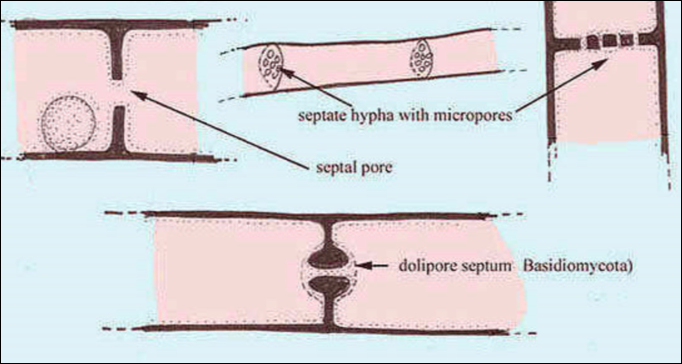 septate hypha with micropores
septal pore
dolipore septum Basidiomycota)